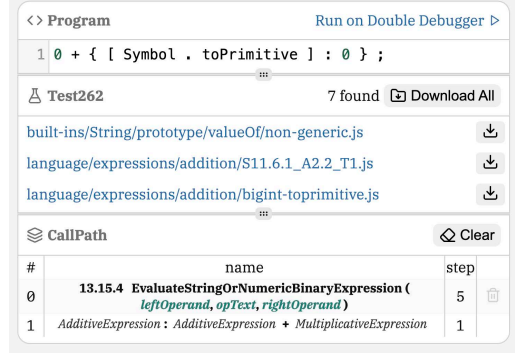 <> Program Run on Double Debugger ▷
1 0 + { [ Symbol . toPrimitive ] : 0 } ;
Test262 7 found Download All
built-ins/String/prototype/valueOf/non-generic.js
language/expressions/addition/S11.6.1_A2.2_T1.js
language/expressions/addition/bigint-toprimitive.js
CallPath Clear
# name step
0 13.15.4 EvaluateStringOrNumericBinaryExpression (
leftOperand, opText, rightOperand ) 5
1 AdditiveExpression : AdditiveExpression + MultiplicativeExpression 1